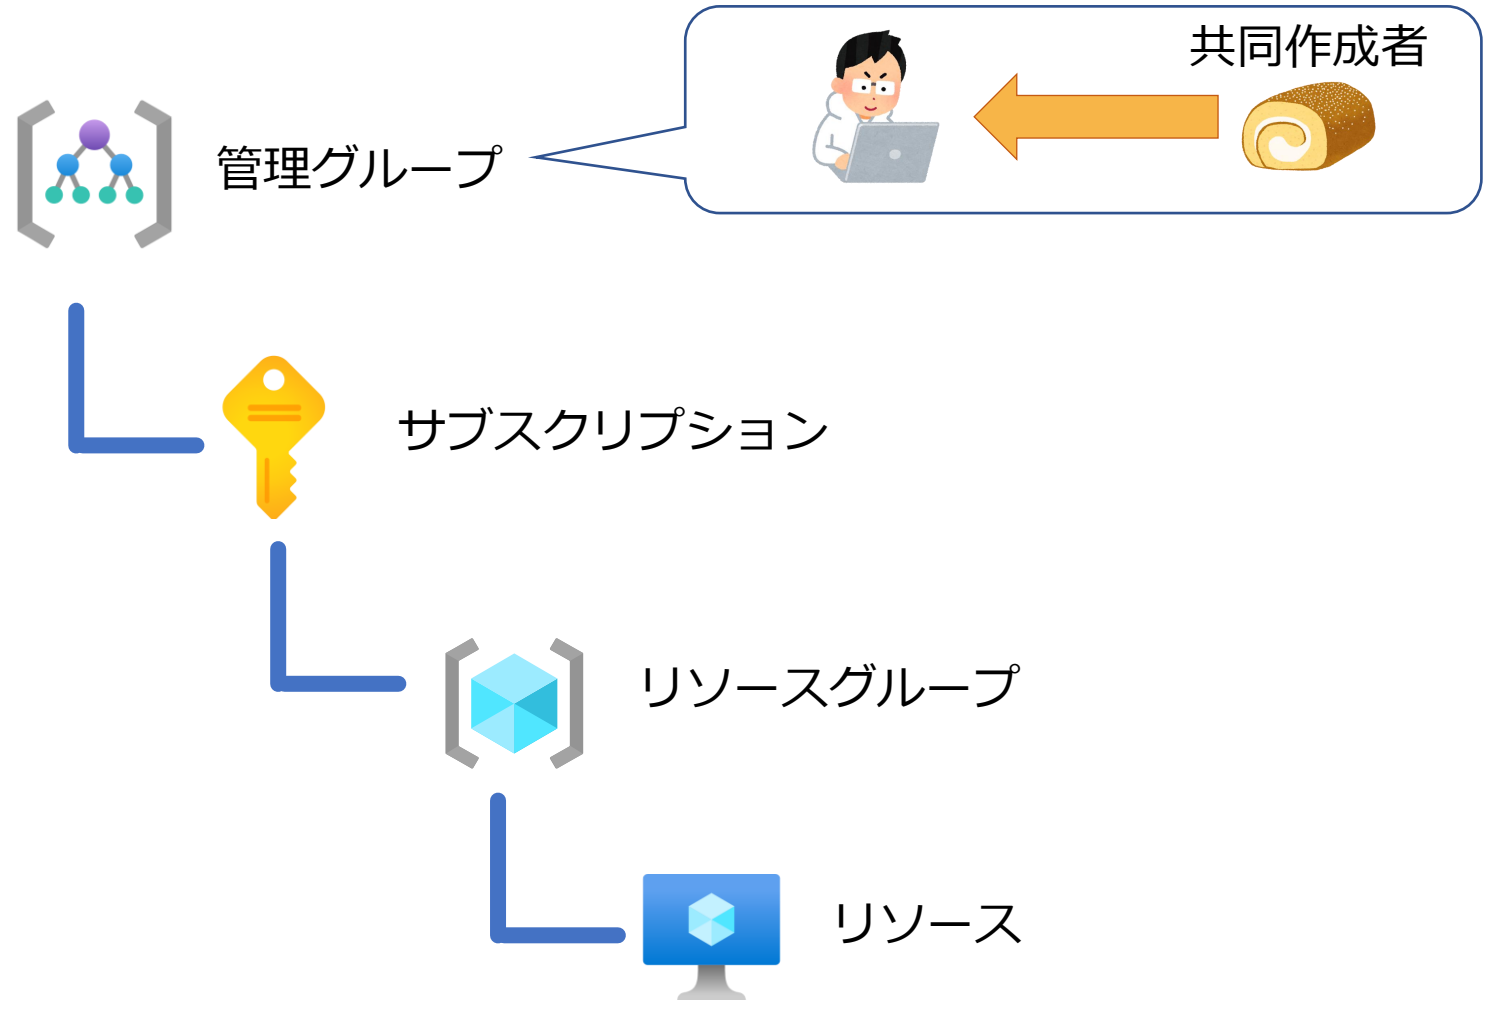 共同作成者
管理グループ
サブスクリプション
リソースグループ
リソース